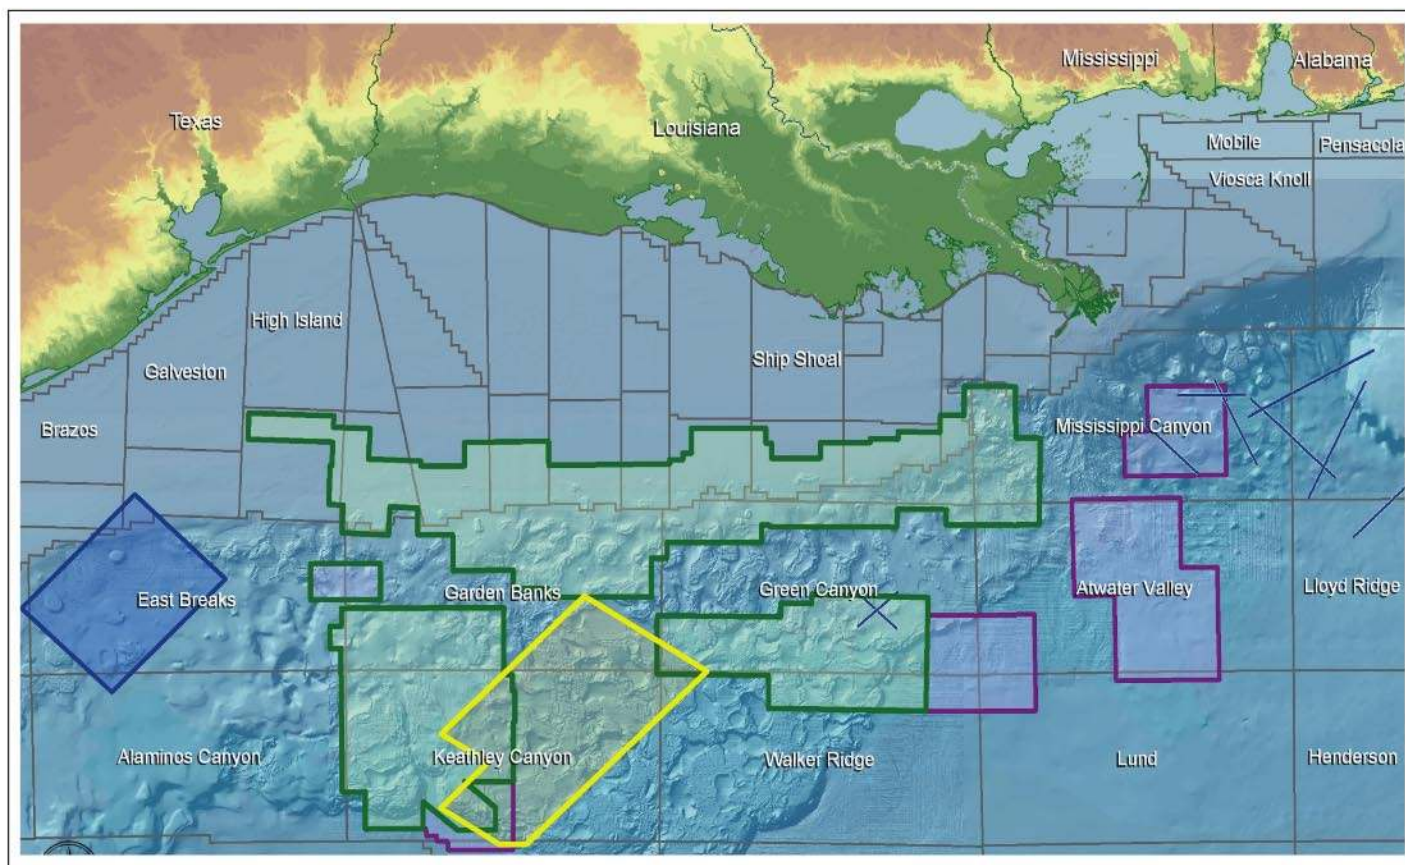 Mississippi
Alabama
Texas
Louisiana
Mobile
Pensacola
Viosca Knoll
High Island
Ship Shoal
Galveston
Brazos
Mississippi Canyon
East Breaks
Garden Banks
Green Canyon
Atwater Valley
Lloyd Ridge
Alaminos Canyon
Keathley Canyon
Walker Ridge
Lund
Henderson